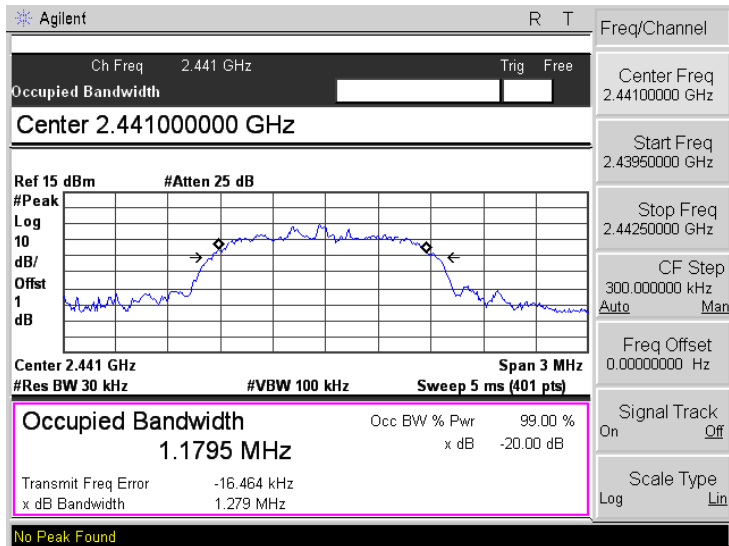 Agilent R T
Ch Freq 2.441 GHz Trig Free
Occupied Bandwidth
Center 2.441000000 GHz
Ref 15 dBm #Atten 25 dB
#Peak
Log
10
dB/
Offst
1
dB
Center 2.441 GHz Span 3 MHz
#Res BW 30 kHz #VBW 100 kHz Sweep 5 ms (401 pts)
Occupied Bandwidth Occ BW % Pwr 99.00 %
1.1795 MHz x dB -20.00 dB
Transmit Freq Error -16.464 kHz
x dB Bandwidth 1.279 MHz
No Peak Found
Freq/Channel
Center Freq
2.44100000 GHz
Start Freq
2.43950000 GHz
Stop Freq
2.44250000 GHz
CF Step
300.000000 kHz
Auto Man
Freq Offset
0.00000000 Hz
Signal Track
On Off
Scale Type
Log Lin